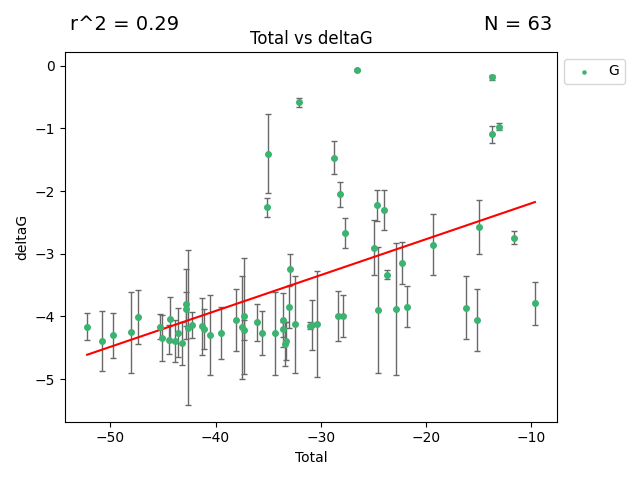 r^2 = 0.29 N = 63
Total vs deltaG
G
deltaG
0
−1
−2
−3
−4
−5
−50 −40 −30 −20 −10
Total